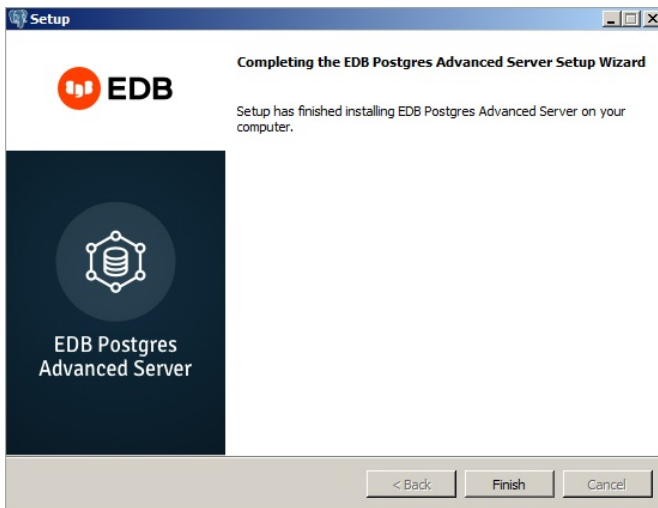 Setup
EDB
Completing the EDB Postgres Advanced Server Setup Wizard
Setup has finished installing EDB Postgres Advanced Server on your
computer.
EDB Postgres
Advanced Server
< Back
Finish
Cancel